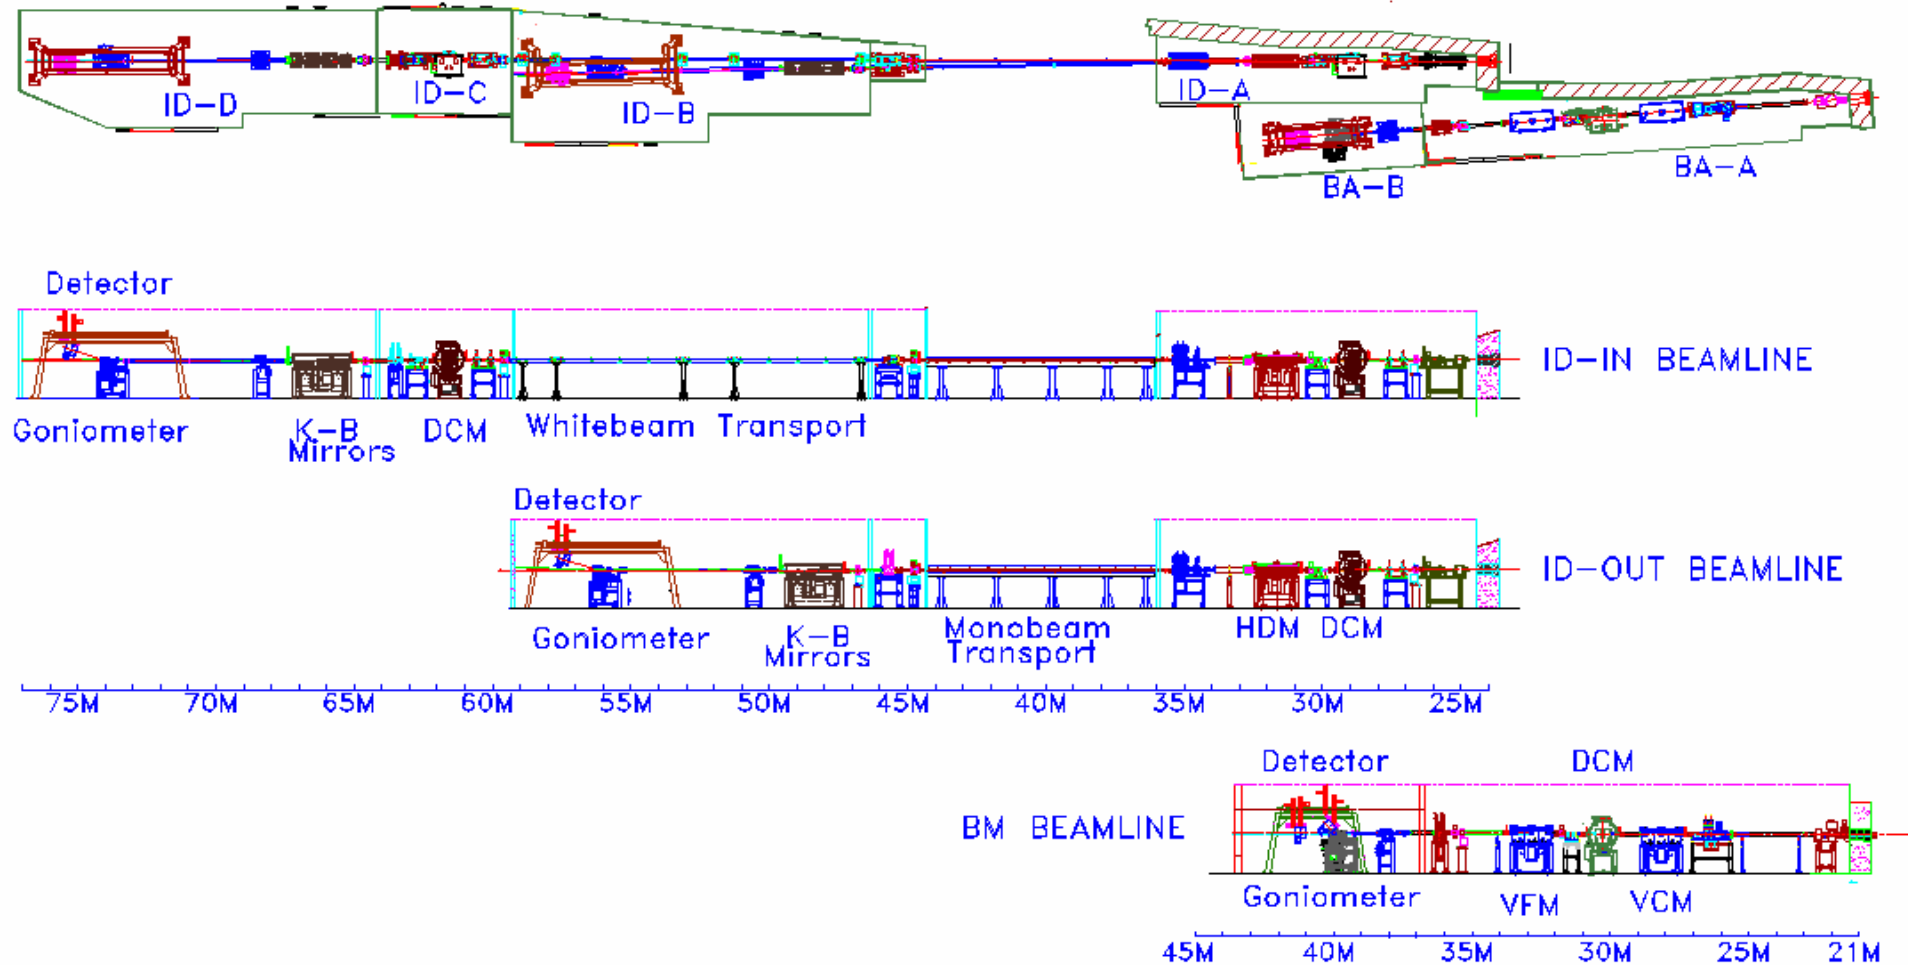 ID-D
ID-C
ID-B
ID-A
BA-B
BA-A
Detector
ID-IN BEAMLINE
Goniometer
K-B
Mirrors
DCM
Whitebeam Transport
Detector
ID-OUT BEAMLINE
Goniometer
K-B
Mirrors
Monobeam
Transport
HDM DCM
75M 70M 65M 60M 55M 50M 45M 40M 35M 30M 25M
Detector
DCM
BM BEAMLINE
Goniometer
VFM
VCM
45M 40M 35M 30M 25M 21M